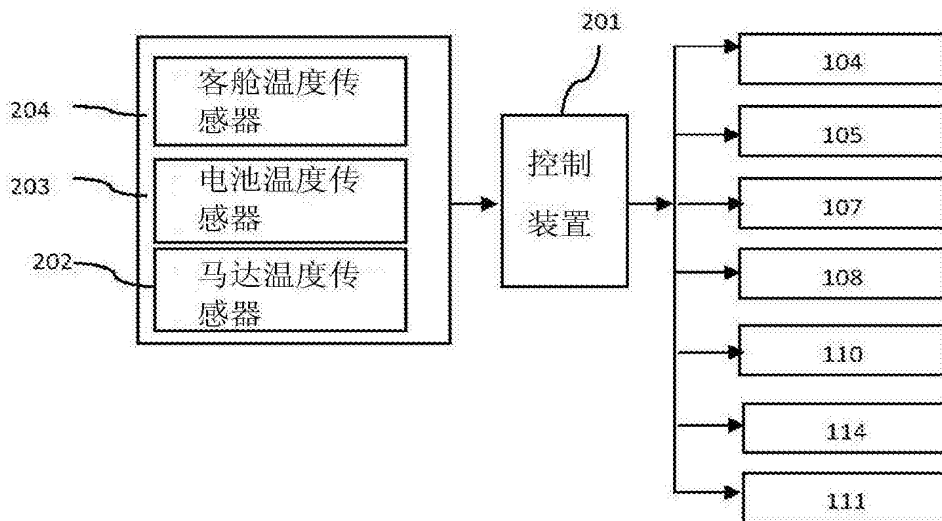 201
204
客舱温度传
感器
203
电池温度传
感器
202
马达温度传
感器
控制
装置
104
105
107
108
110
114
111